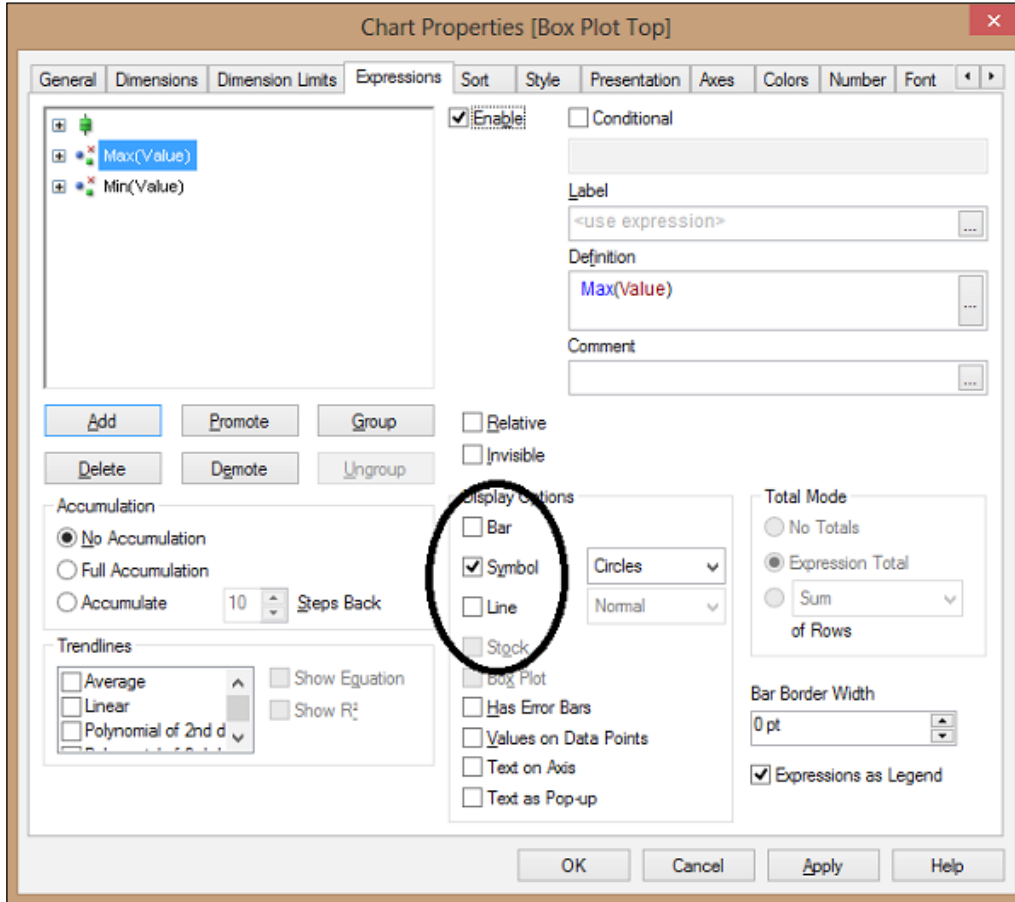 Chart Properties [Box Plot Top]
General Dimensions Dimension Limits Expressions Sort Style Presentation Axes Colors Number Font
Enable
Conditional
Max(Value)
Min(Value)
Label
<use expression>
...
Definition
Max(Value)
...
Comment
...
Add Promote Group
Delete Demote Ungroup
Relative
Invisible
Accumulation
No Accumulation
Full Accumulation
Accumulate 10 Steps Back
Trendlines
Average
Linear
Polynomial of 2nd d
Show Equation
Show R²
Display Options
Bar
Symbol Circles
Line Normal
Stock
Box Plot
Has Error Bars
Values on Data Points
Text on Axis
Text as Pop-up
Total Mode
No Totals
Expression Total
Sum
of Rows
Bar Border Width
0 pt
Expressions as Legend
OK Cancel Apply Help